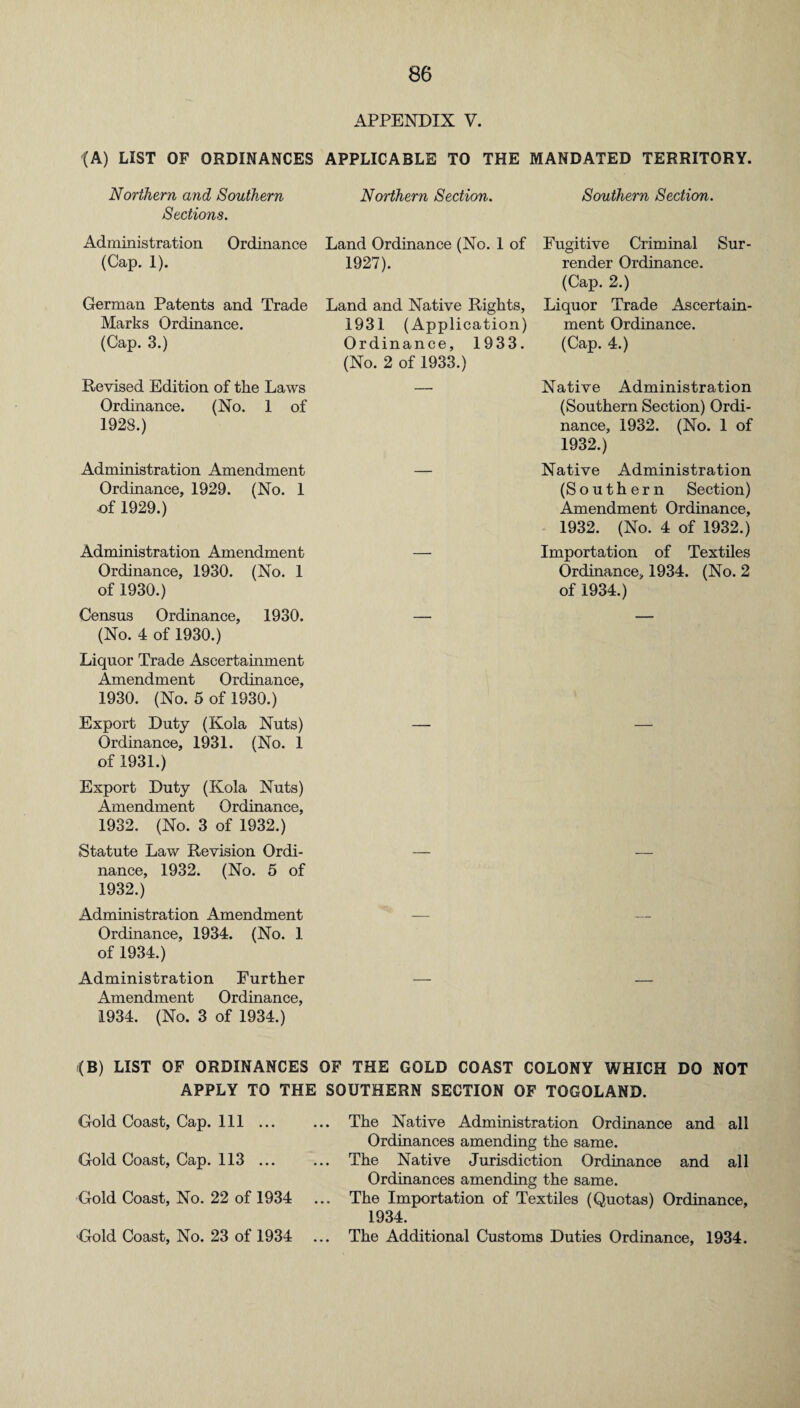 86
APPENDIX V.
(A) LIST OF ORDINANCES APPLICABLE TO THE MANDATED TERRITORY.
Northern and Southern Sections.
Northern Section.
Southern Section.
Administration Ordinance
(Cap. 1).
Land Ordinance (No. 1 of
1927).
Fugitive Criminal Sur-
render Ordinance.
(Cap. 2.)
German Patents and Trade
Marks Ordinance.
(Cap. 3.)
Land and Native Rights,
1931 (Application)
Ordinance, 1933.
(No. 2 of 1933.)
Liquor Trade Ascertain-
ment Ordinance.
(Cap. 4.)
Revised Edition of the Laws
Ordinance. (No. 1 of
1928.)
—
Native Administration
(Southern Section) Ordi-
nance, 1932. (No. 1 of
1932.)
Administration Amendment
Ordinance, 1929. (No. 1
of 1929.)
—
Native Administration
(Southern Section)
Amendment Ordinance,
1932. (No. 4 of 1932.)
Administration Amendment
Ordinance, 1930. (No. 1
of 1930.)
—
Importation of Textiles
Ordinance, 1934. (No. 2
of 1934.)
Census Ordinance, 1930.
(No. 4 of 1930.)
— —
Liquor Trade Ascertainment
Amendment Ordinance,
1930. (No. 5 of 1930.)
Export Duty (Kola Nuts)
Ordinance, 1931. (No. 1
of 1931.)
— —
Export Duty (Kola Nuts)
Amendment Ordinance,
1932. (No. 3 of 1932.)
Statute Law Revision Ordi-
nance, 1932. (No. 5 of
1932.)
— —
Administration Amendment
Ordinance, 1934. (No. 1
of 1934.)
— —
Administration Further
Amendment Ordinance,
1934. (No. 3 of 1934.)
— —
(B) LIST OF ORDINANCES OF THE GOLD COAST COLONY WHICH DO NOT
APPLY TO THE SOUTHERN SECTION OF TOGOLAND.
Gold Coast, Cap. 111 ... ... The Native Administration Ordinance and all
Ordinances amending the same.
Gold Coast, Cap. 113 ... ... The Native Jurisdiction Ordinance and all
Ordinances amending the same.
Gold Coast, No. 22 of 1934 ... The Importation of Textiles (Quotas) Ordinance,
1934.
Gold Coast, No. 23 of 1934 ... The Additional Customs Duties Ordinance, 1934.